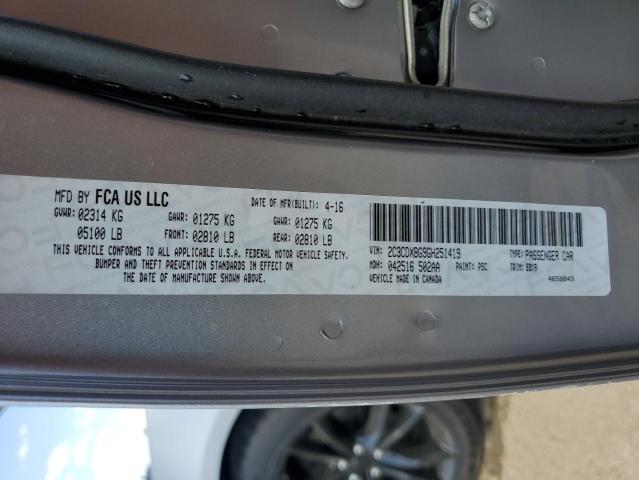 MFD BY FCA US LLC
DATE OF MFR(BUILT): 4-16
GVWR: 02314 KG GAWR: 01275 KG GAWR: 01275 KG
05100 LB FRONT: 02810 LB REAR: 02810 LB
THIS VEHICLE CONFORMS TO ALL APPLICABLE U.S.A. FEDERAL MOTOR VEHICLE SAFETY,
BUMPER AND THEFT PREVENTION STANDARDS IN EFFECT ON
THE DATE OF MANUFACTURE SHOWN ABOVE.
VIN: 2C3CDXBG9GH251419 TYPE: PASSENGER CAR
MDH: 042516 502AA PAINT: PSC TRIM: BBX9
VEHICLE MADE IN CANADA 4658843